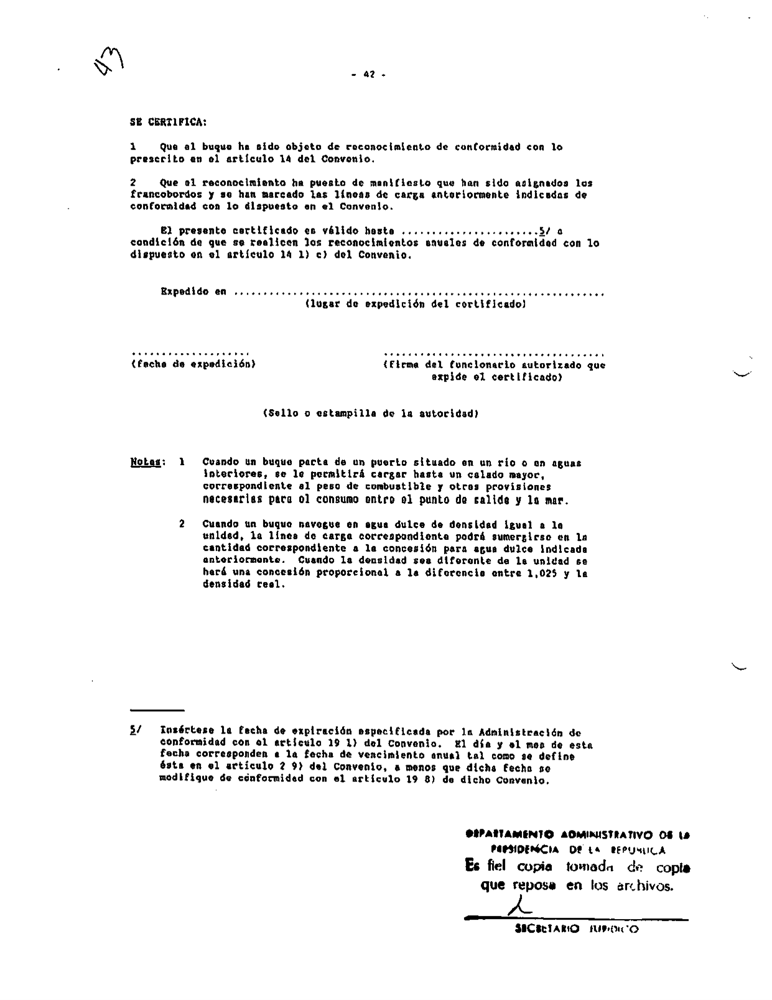 43
- 42 -
SE CERTIFICA:
1 Que el buque ha sido objeto de reconocimiento de conformidad con lo
prescrito en el artículo 14 del Convenio.
2 Que el reconocimiento ha puesto de manifiesto que han sido asignados los
francobordos y se han marcado las líneas de carga anteriormente indicadas de
conformidad con lo dispuesto en el Convenio.
El presente certificado es válido hasta .......................5/ a
condición de que se realicen los reconocimientos anuales de conformidad con lo
dispuesto en el artículo 14 1) c) del Convenio.
Expedido en ..............................................................
(lugar de expedición del certificado)
.................... .....................................
(fecha de expedición) (Firma del funcionario autorizado que
expide el certificado)
(Sello o estampilla de la autoridad)
Notas: 1 Cuando un buque parta de un puerto situado en un río o en aguas
interiores, se le permitirá cargar hasta un calado mayor,
correspondiente al peso de combustible y otras provisiones
necesarias para el consumo entre el punto de salida y la mar.
2 Cuando un buque navegue en agua dulce de densidad igual a la
unidad, la línea de carga correspondiente podrá sumergirse en la
cantidad correspondiente a la concesión para agua dulce indicada
anteriormente. Cuando la densidad sea diferente de la unidad se
hará una concesión proporcional a la diferencia entre 1,025 y la
densidad real.
5/ Insértese la fecha de expiración especificada por la Administración de
conformidad con el artículo 19 1) del Convenio. El día y el mes de esta
fecha corresponden a la fecha de vencimiento anual tal como se define
ésta en el artículo 2 9) del Convenio, a menos que dicha fecha se
modifique de conformidad con el artículo 19 8) de dicho Convenio.
DEPARTAMENTO ADMINISTRATIVO DE LA
PRESIDENCIA DE LA REPUBLICA
Es fiel copia tomada de copia
que reposa en los archivos.
SECRETARIO JURIDICO